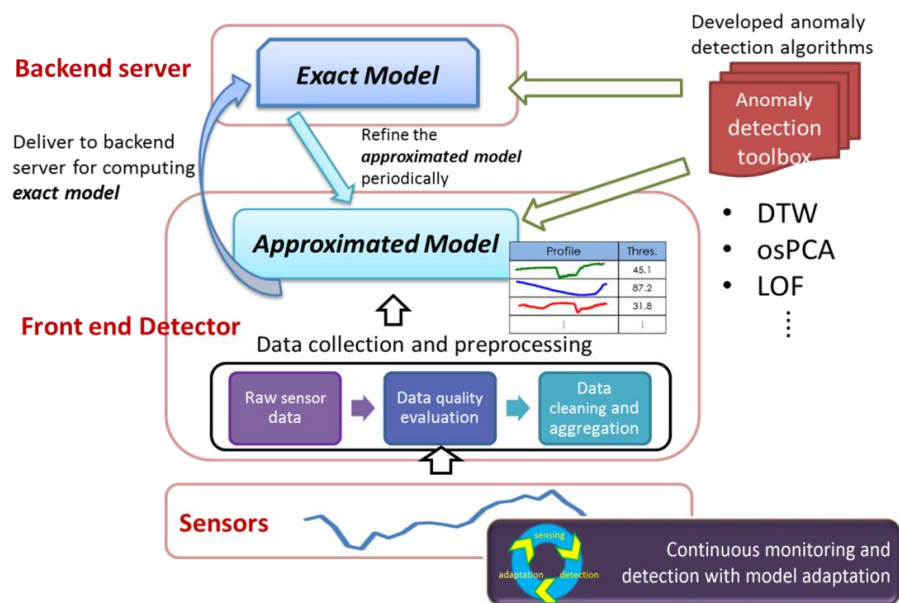 Developed anomaly
detection algorithms
Backend server
Exact Model
Anomaly
detection
toolbox
Deliver to backend
server for computing
exact model
Refine the
approximated model
periodically
Approximated Model
• DTW
• osPCA
• LOF
Profile Thres.
45.1
87.2
31.8
Front end Detector
Data collection and preprocessing
Raw sensor
data
Data quality
evaluation
Data
cleaning and
aggregation
Sensors
sensing
adaptation
detection
Continuous monitoring and
detection with model adaptation